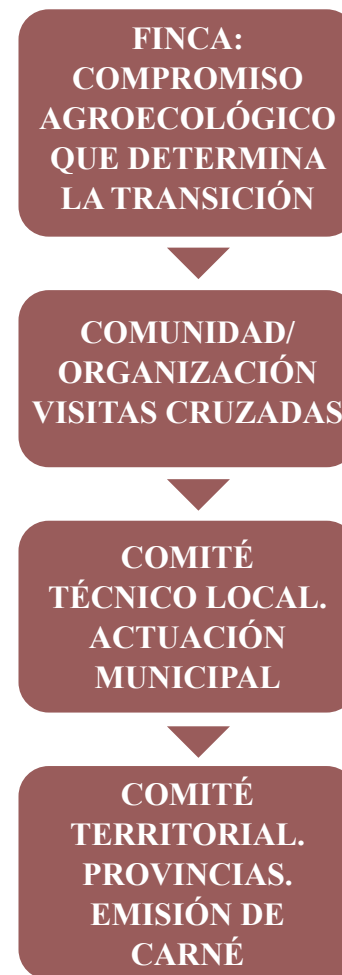 FINCA:
COMPROMISO
AGROECOLÓGICO
QUE DETERMINA
LA TRANSICIÓN
COMUNIDAD/
ORGANIZACIÓN
VISITAS CRUZADAS
COMITÉ
TÉCNICO LOCAL.
ACTUACIÓN
MUNICIPAL
COMITÉ
TERRITORIAL.
PROVINCIAS.
EMISIÓN DE
CARNÉ